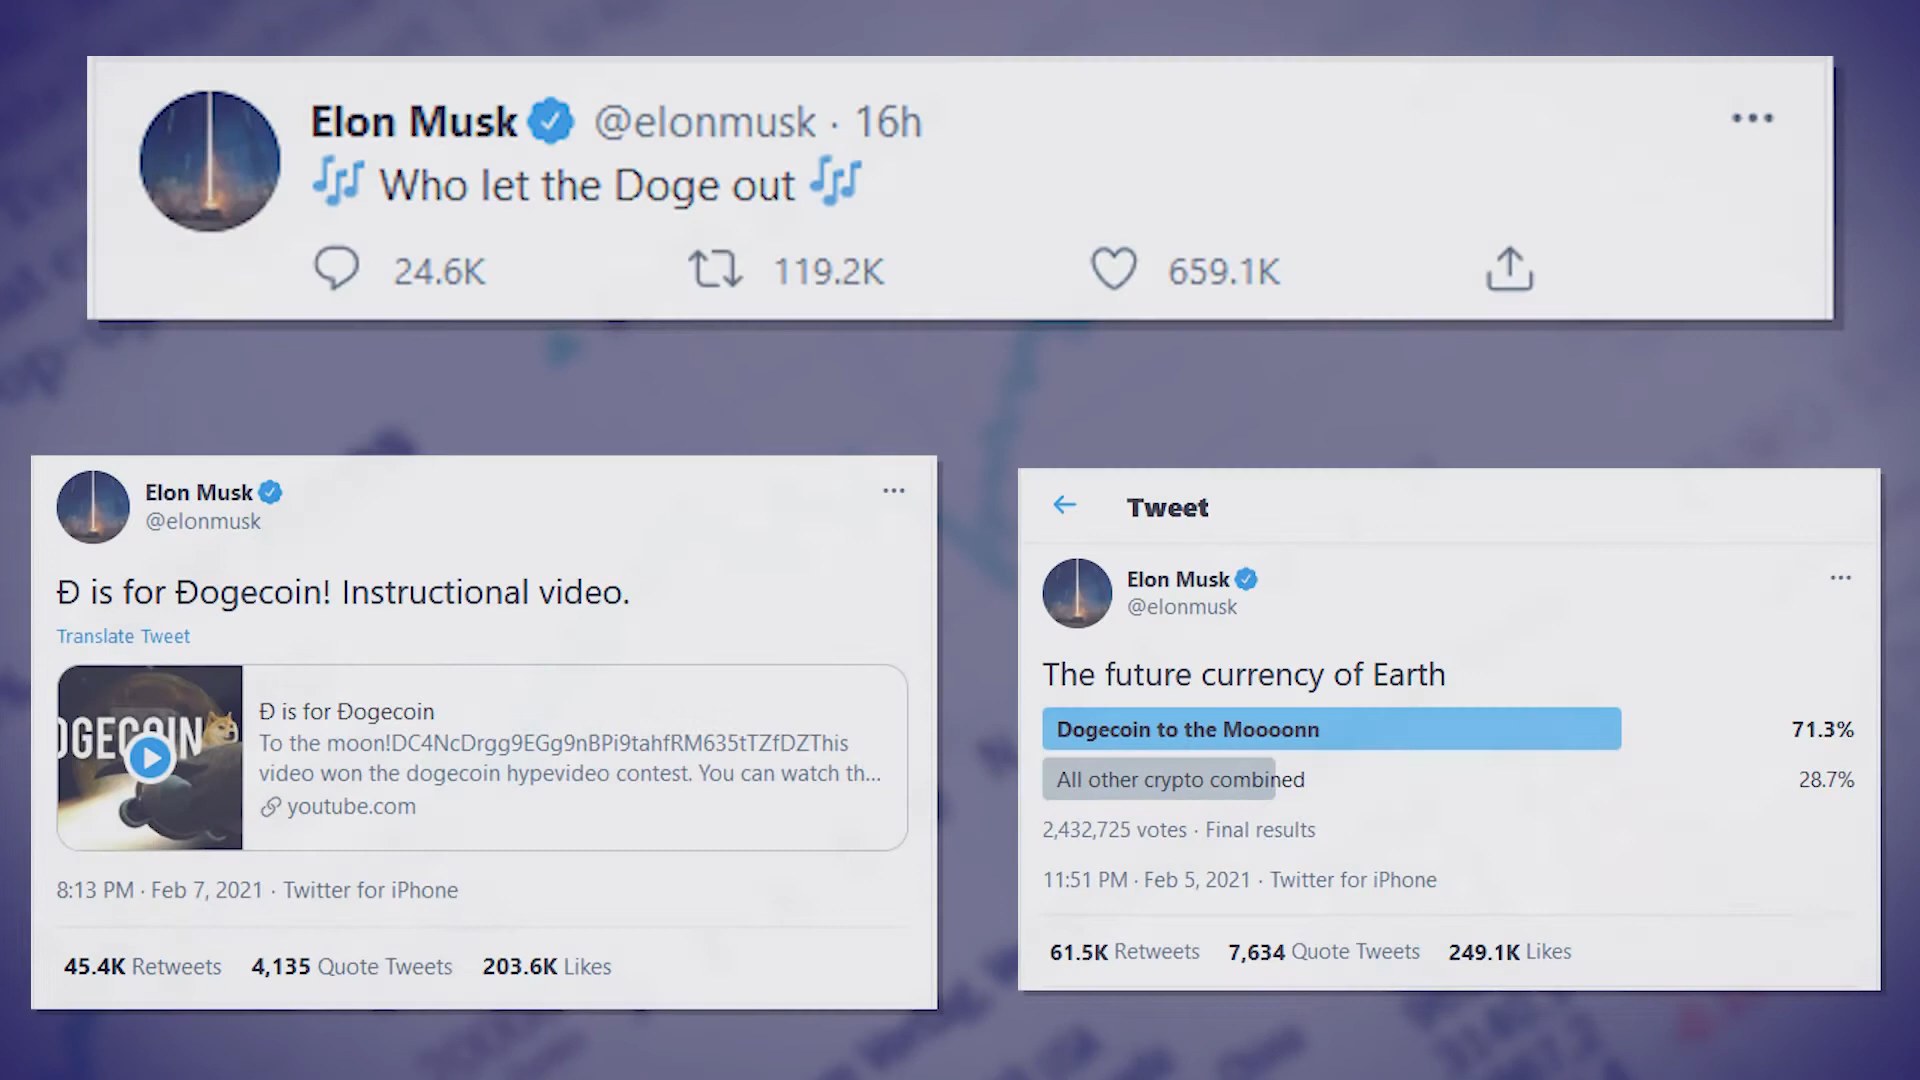 Elon Musk @elonmusk · 16h
🎶 Who let the Doge out 🎶
24.6K 119.2K 659.1K
Elon Musk
@elonmusk
Đ is for Đogecoin! Instructional video.
Translate Tweet
OGECOIN
Đ is for Đogecoin
To the moon!DC4NcDrgg9EGg9nBPi9tahfRM635tTZfDZThis
video won the dogecoin hypevideo contest. You can watch th...
youtube.com
8:13 PM · Feb 7, 2021 · Twitter for iPhone
45.4K Retweets 4,135 Quote Tweets 203.6K Likes
Tweet
Elon Musk
@elonmusk
The future currency of Earth
Dogecoin to the Moooonn 71.3%
All other crypto combined 28.7%
2,432,725 votes · Final results
11:51 PM · Feb 5, 2021 · Twitter for iPhone
61.5K Retweets 7,634 Quote Tweets 249.1K Likes